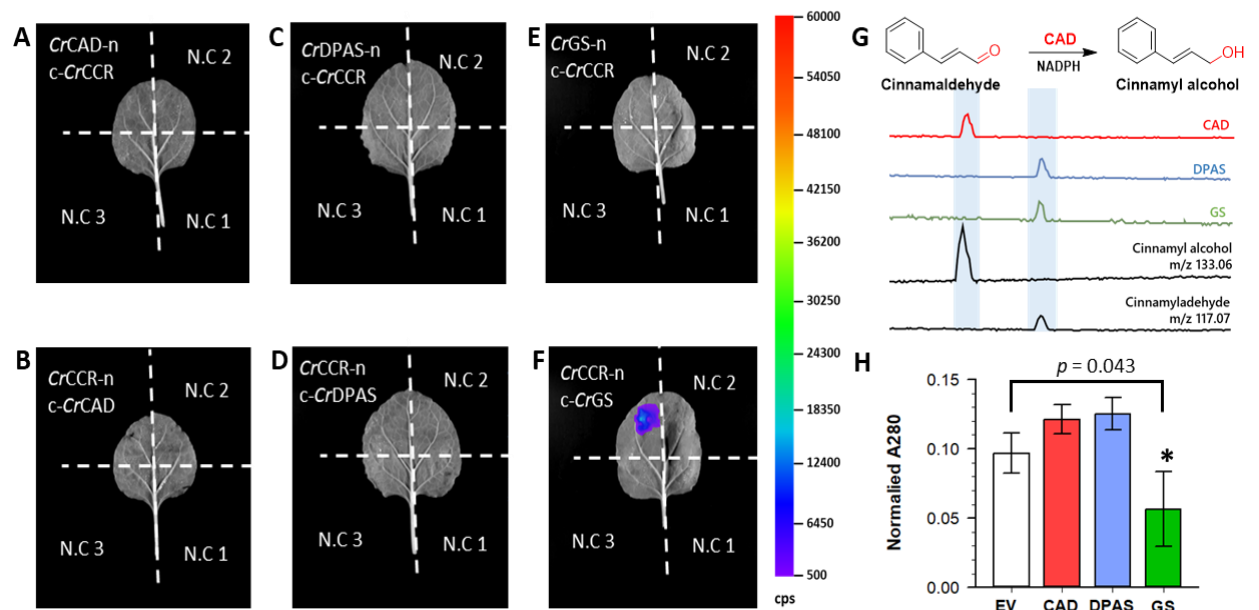 A
CrCAD-n
c-CrCCR
N.C 2
N.C 3
N.C 1
C
CrDPAS-n
c-CrCCR
N.C 2
N.C 3
N.C 1
E
CrGS-n
c-CrCCR
N.C 2
N.C 3
N.C 1
B
CrCCR-n
c-CrCAD
N.C 2
N.C 3
N.C 1
D
CrCCR-n
c-CrDPAS
N.C 2
N.C 3
N.C 1
F
CrCCR-n
c-CrGS
N.C 2
N.C 3
N.C 1
60000
54050
48100
42150
36200
30250
24300
18350
12400
6450
500
cps
G
O
CAD
NADPH
OH
Cinnamaldehyde
Cinnamyl alcohol
CAD
DPAS
GS
Cinnamyl alcohol
m/z 133.06
Cinnamyladehyde
m/z 117.07
H
p = 0.043
Normalied A280
0.15
0.10
0.05
0.00
*
EV CAD DPAS GS